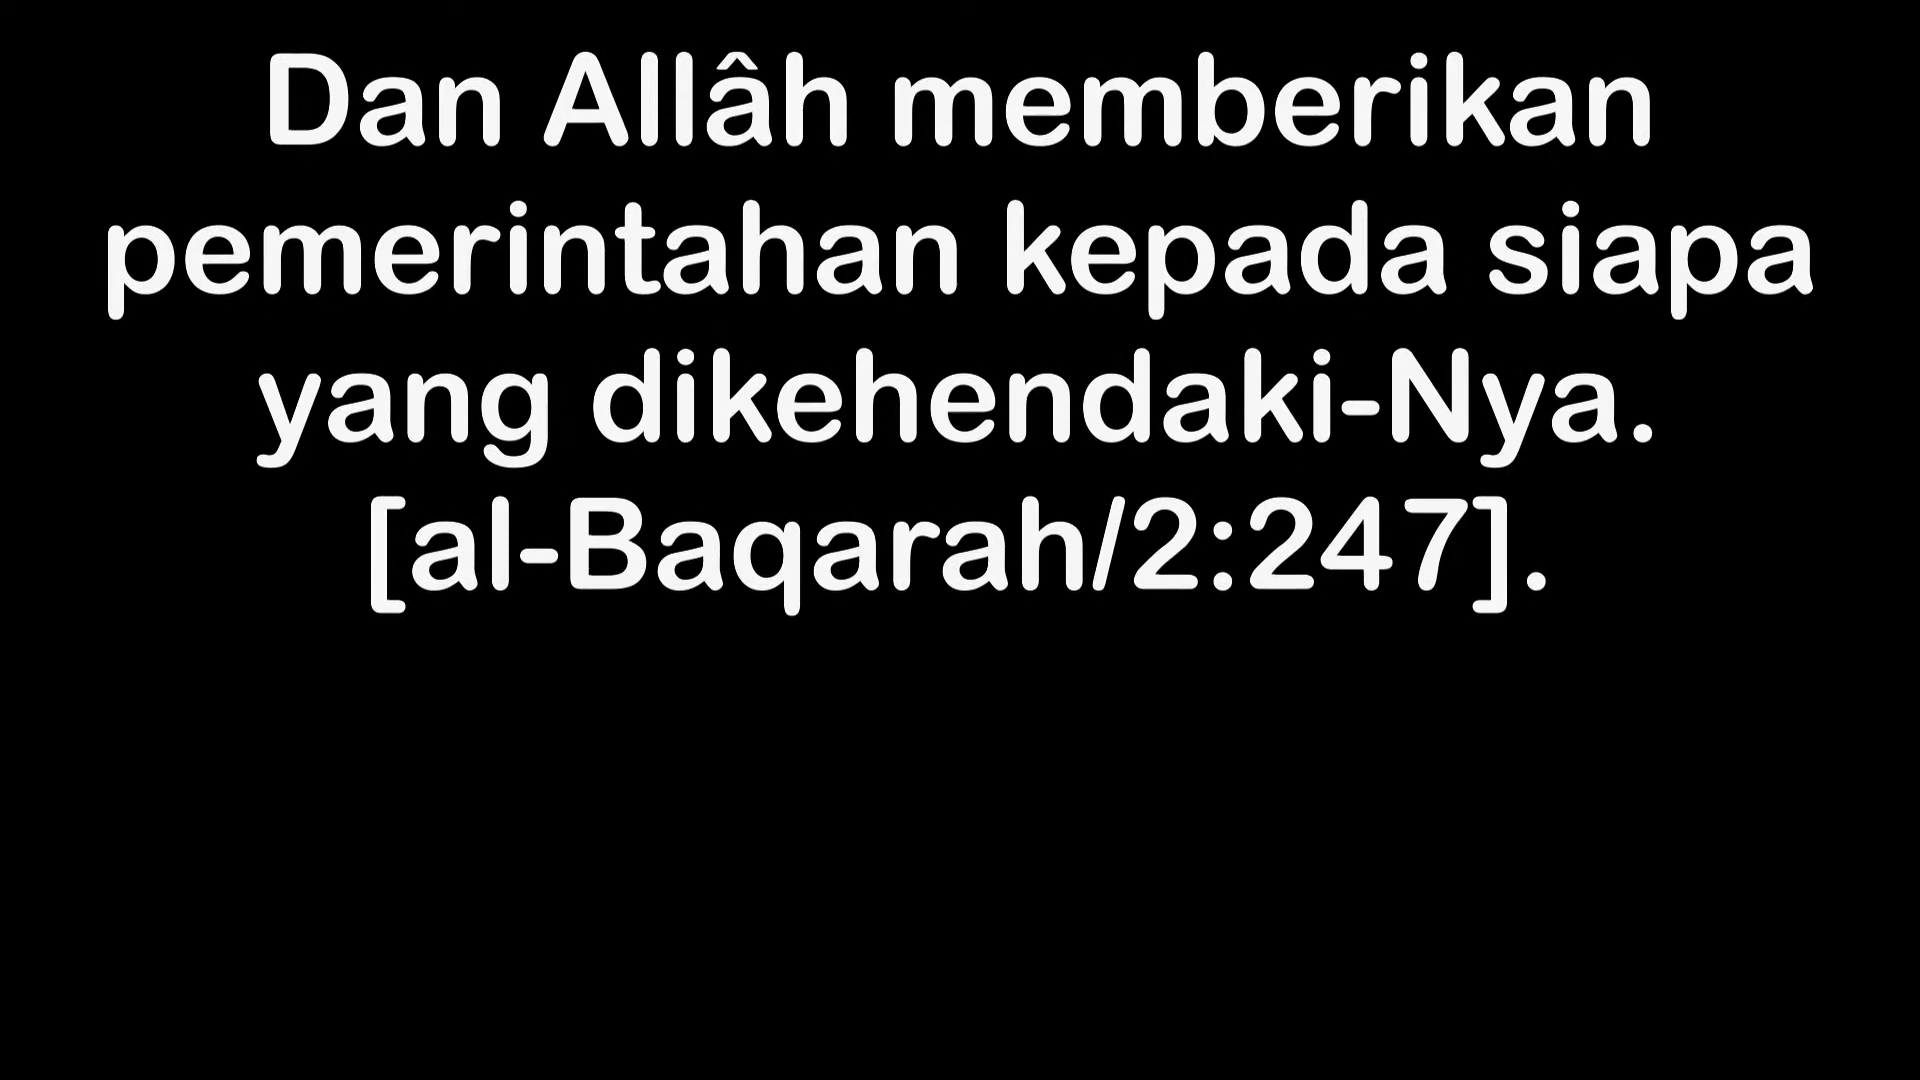 Dan Allâh memberikan
pemerintahan kepada siapa
yang dikehendaki-Nya.
[al-Baqarah/2:247].